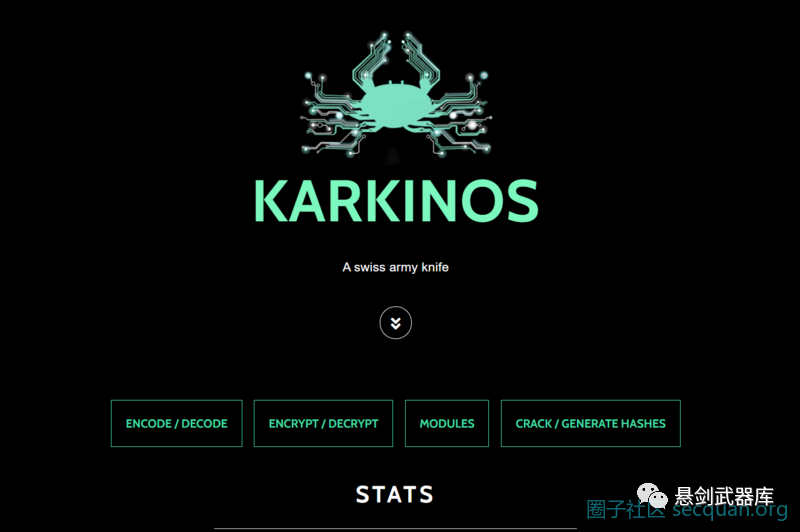 KARKINOS
A swiss army knife
ENCODE / DECODE
ENCRYPT / DECRYPT
MODULES
CRACK / GENERATE HASHES
STATS
悬剑武器库
圈子社区 secquan.org